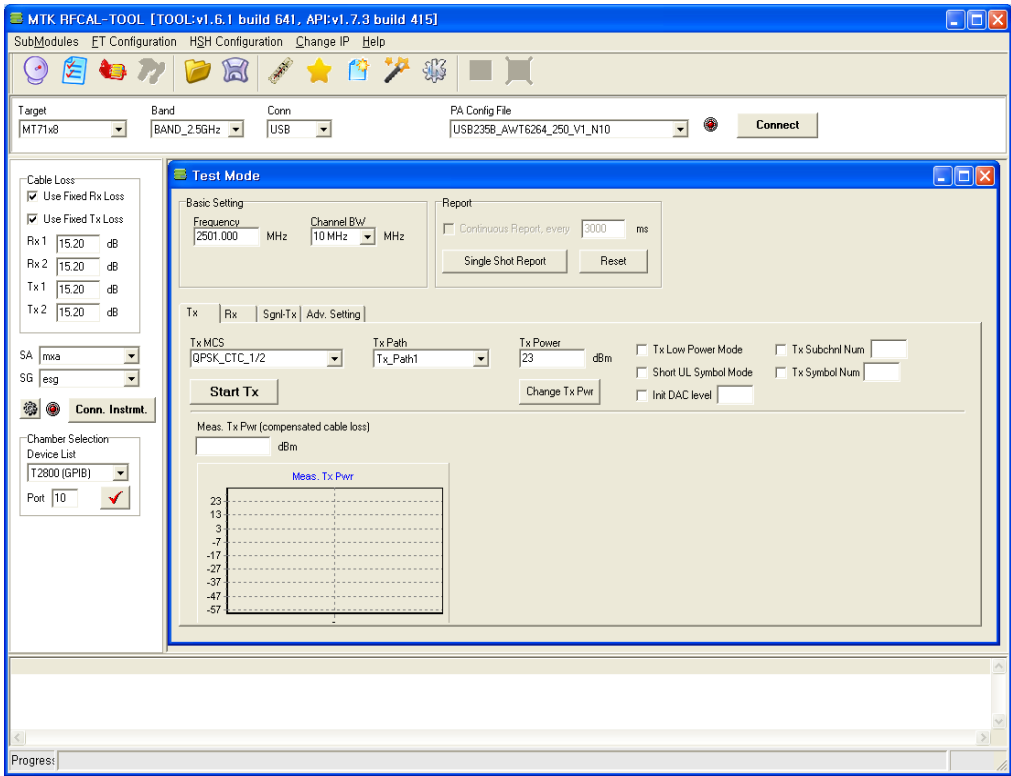 MTK RFCAL-TOOL [TOOL:v1.6.1 build 641, API:v1.7.3 build 415]
SubModules FT Configuration HSH Configuration Change IP Help
Target Band Conn PA Config File
MT71x8 BAND_2.5GHz USB USB235B_AWT6264_250_V1_N10 Connect
Cable Loss
Use Fixed Rx Loss
Use Fixed Tx Loss
Rx 1 15.20 dB
Rx 2 15.20 dB
Tx 1 15.20 dB
Tx 2 15.20 dB
SA mxa
SG esg
Conn. Instrmt.
Chamber Selection
Device List
T2800 (GPIB)
Port 10
Test Mode
Basic Setting
Frequency Channel BW
2501.000 MHz 10 MHz MHz
Report
Continuous Report, every 3000 ms
Single Shot Report Reset
Tx Rx Sgnl-Tx Adv. Setting
Tx MCS Tx Path Tx Power
QPSK_CTC_1/2 Tx_Path1 23 dBm
Start Tx Change Tx Pwr
Tx Low Power Mode Tx Subchnl Num
Short UL Symbol Mode Tx Symbol Num
Init DAC level
Meas. Tx Pwr (compensated cable loss)
dBm
Meas. Tx Pwr
23
13
3
-7
-17
-27
-37
-47
-57
-
Progres